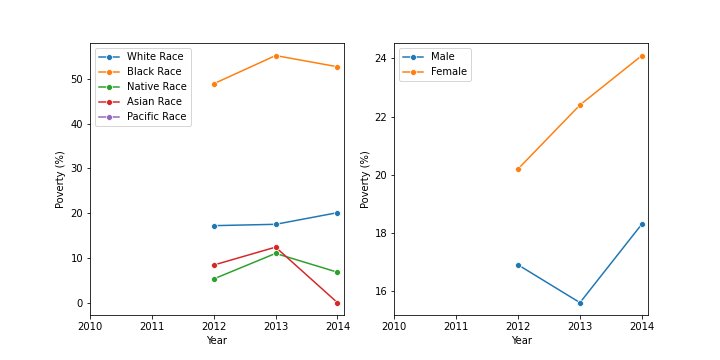 White Race
Black Race
Native Race
Asian Race
Pacific Race
50
40
30
20
10
0
Poverty (%)
2010 2011 2012 2013 2014
Year
Male
Female
24
22
20
18
16
Poverty (%)
2010 2011 2012 2013 2014
Year